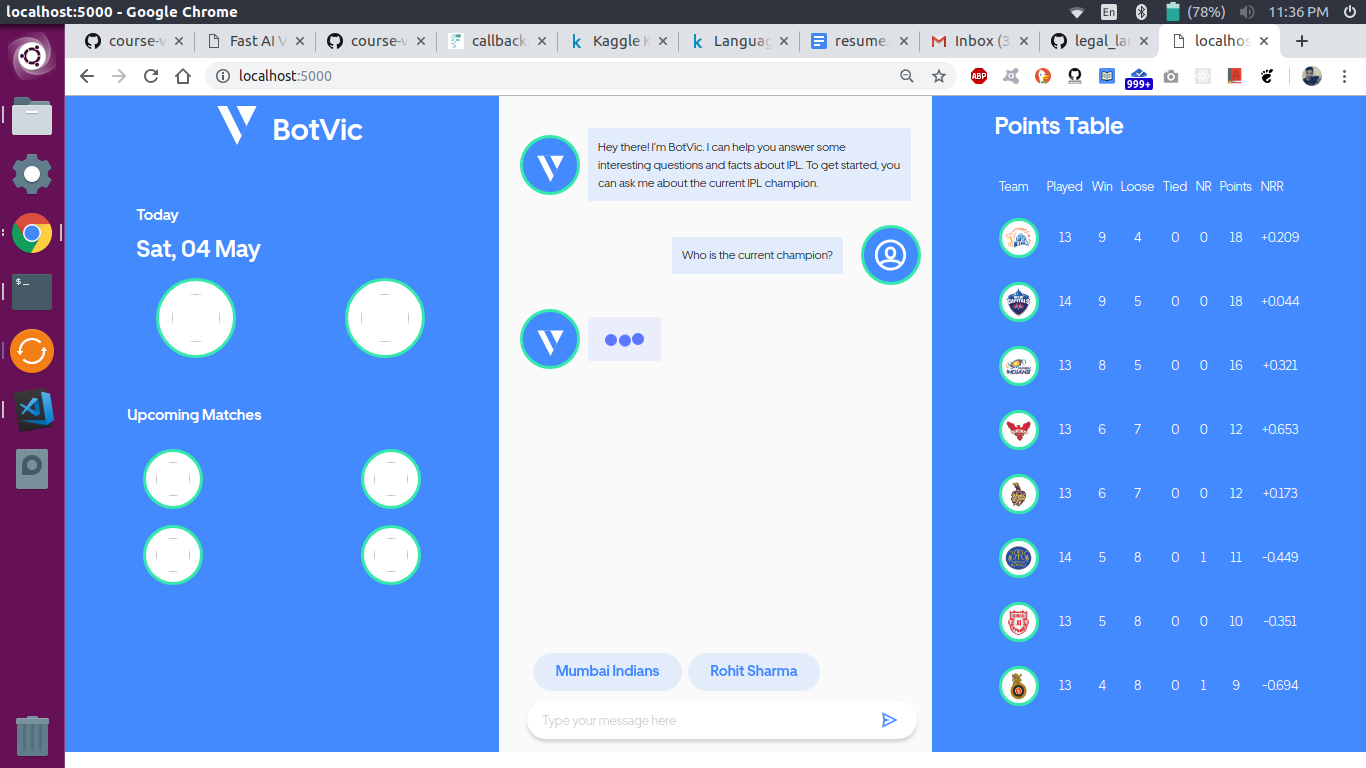 localhost:5000 - Google Chrome
En
(78%)
11:36 PM
course-v
Fast AI V
course-v
callback
Kaggle K
Languag
resume.
Inbox (3
legal_lan
localhos
localhost:5000
ABP
999+
BotVic
Today
Sat, 04 May
Upcoming Matches
Hey there! I'm BotVic. I can help you answer some
interesting questions and facts about IPL. To get started, you
can ask me about the current IPL champion.
Who is the current champion?
Mumbai Indians
Rohit Sharma
Type your message here
Points Table
Team Played Win Loose Tied NR Points NRR
13 9 4 0 0 18 +0.209
14 9 5 0 0 18 +0.044
13 8 5 0 0 16 +0.321
13 6 7 0 0 12 +0.653
13 6 7 0 0 12 +0.173
14 5 8 0 1 11 -0.449
13 5 8 0 0 10 -0.351
13 4 8 0 1 9 -0.694